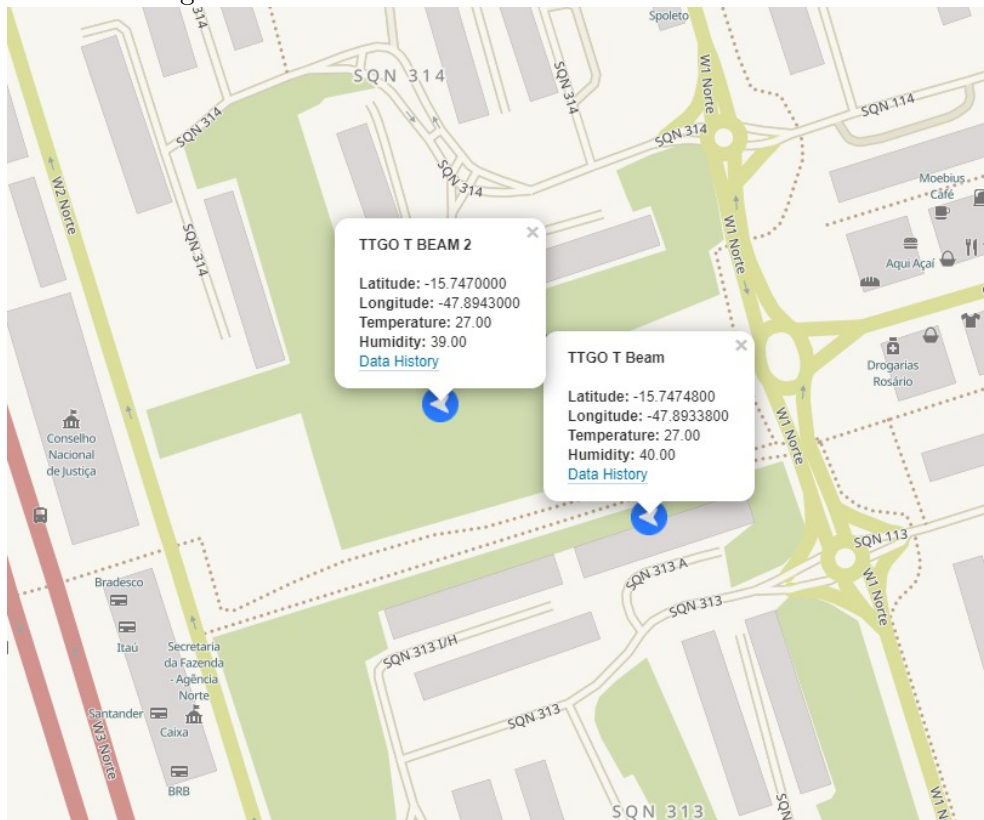 Spoleto
314
SQN 314
W1 Norte
SQN 314
SQN 114
SQN 314
SQN 314
Moebius
Café
SQN 314
W2 Norte
SQN 314
W1 Norte
Aqui Açaí
TTGO T BEAM 2
Latitude: -15.7470000
Longitude: -47.8943000
Temperature: 27.00
Humidity: 39.00
Data History
TTGO T Beam
Latitude: -15.7474800
Longitude: -47.8933800
Temperature: 27.00
Humidity: 40.00
Data History
Drogarias
Rosário
Conselho
Nacional
de Justiça
W1 Norte
SQN 113
SQN 313 A
Bradesco
SQN 313
W1 Norte
Itaú
Secretaria
da Fazenda
- Agência
Norte
SQN 313 I/H
Santander
Caixa
SQN 313
W3 Norte
BRB
SQN 313
SQN
W1 N